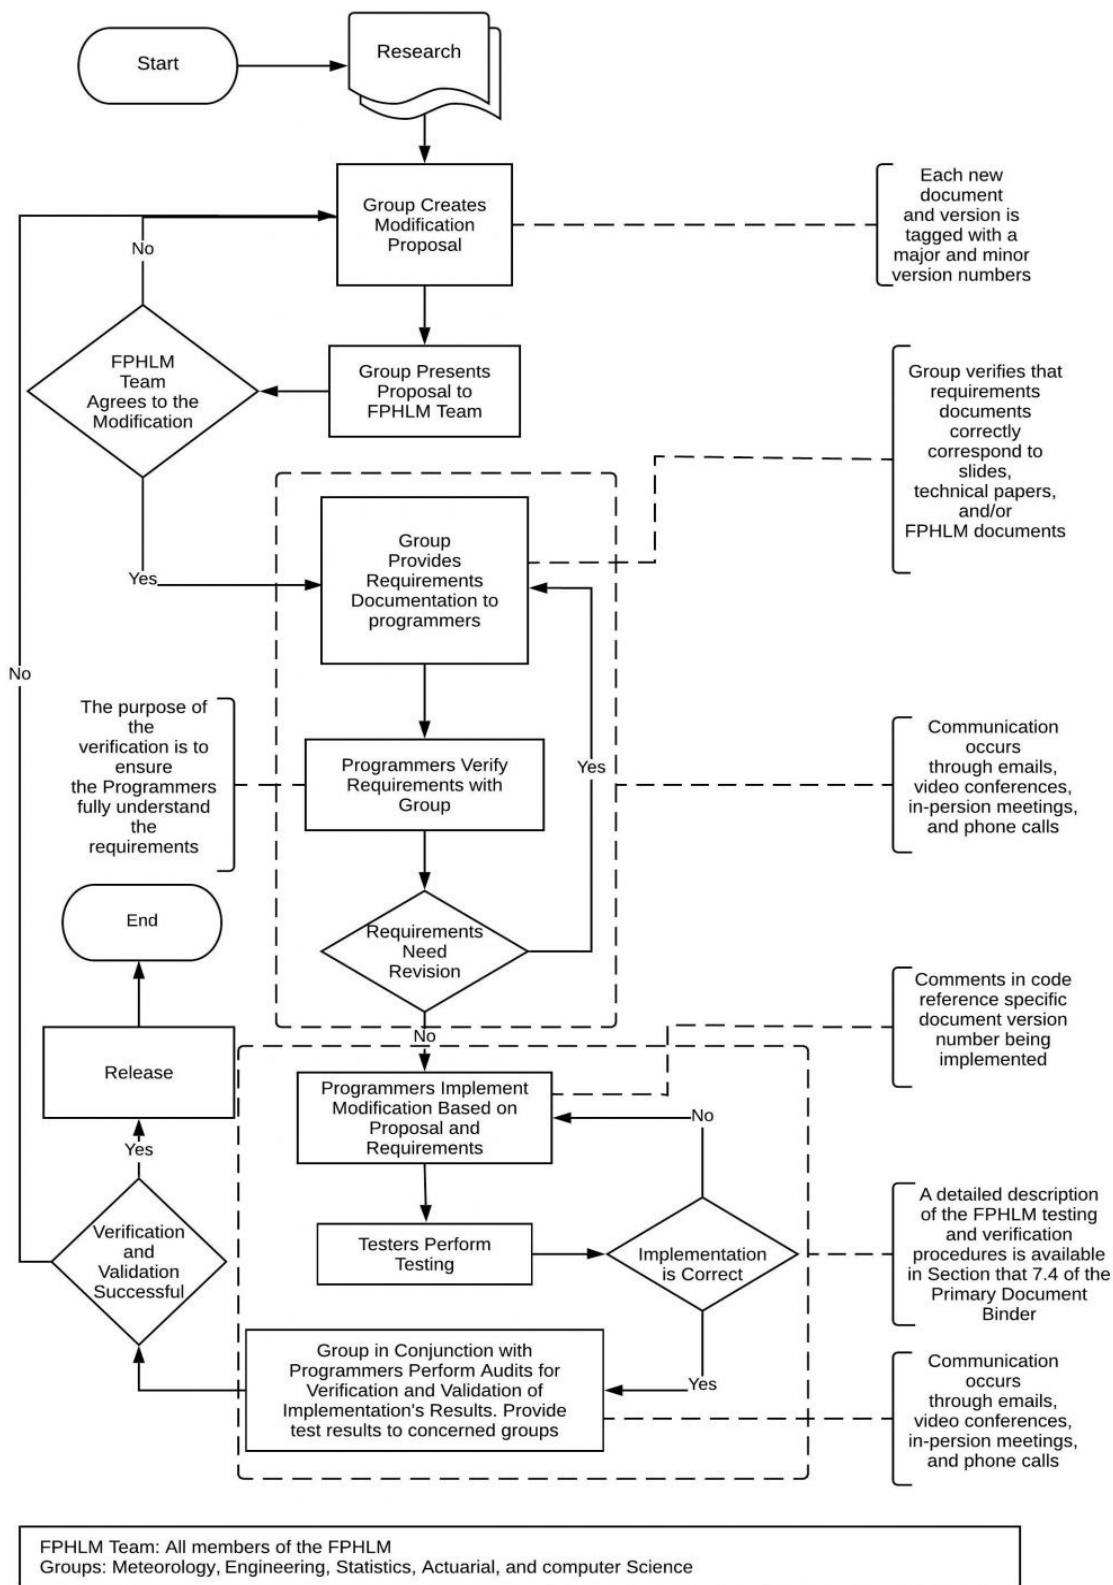 Start
Research
Group Creates
Modification
Proposal
Each new
document
and version is
tagged with a
major and minor
version numbers
No
FPHLM
Team
Agrees to the
Modification
Group Presents
Proposal to
FPHLM Team
Group verifies that
requirements
documents
correctly
correspond to
slides,
technical papers,
and/or
FPHLM documents
Yes
Group
Provides
Requirements
Documentation to
programmers
No
The purpose of
the
verification is to
ensure
the Programmers
fully understand
the
requirements
Programmers Verify
Requirements with
Group
Yes
Communication
occurs
through emails,
video conferences,
in-persion meetings,
and phone calls
End
Requirements
Need
Revision
No
Comments in code
reference specific
document version
number being
implemented
Release
Programmers Implement
Modification Based on
Proposal and
Requirements
No
Yes
Verification
and
Validation
Successful
Testers Perform
Testing
Implementation
is Correct
A detailed description
of the FPHLM testing
and verification
procedures is available
in Section that 7.4 of the
Primary Document
Binder
Yes
Group in Conjunction with
Programmers Perform Audits for
Verification and Validation of
Implementation's Results. Provide
test results to concerned groups
Communication
occurs
through emails,
video conferences,
in-persion meetings,
and phone calls
FPHLM Team: All members of the FPHLM
Groups: Meteorology, Engineering, Statistics, Actuarial, and computer Science